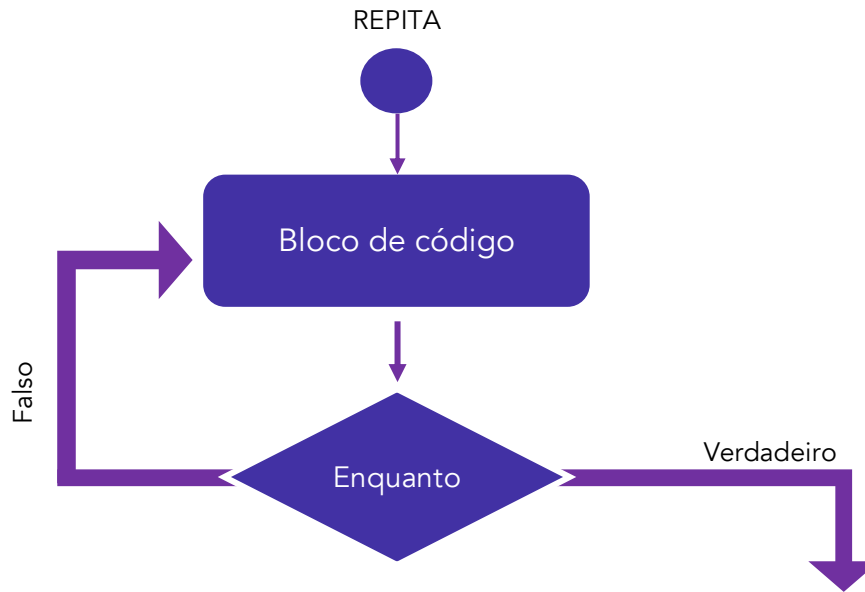 REPITA
Bloco de código
Falso
Enquanto
Verdadeiro